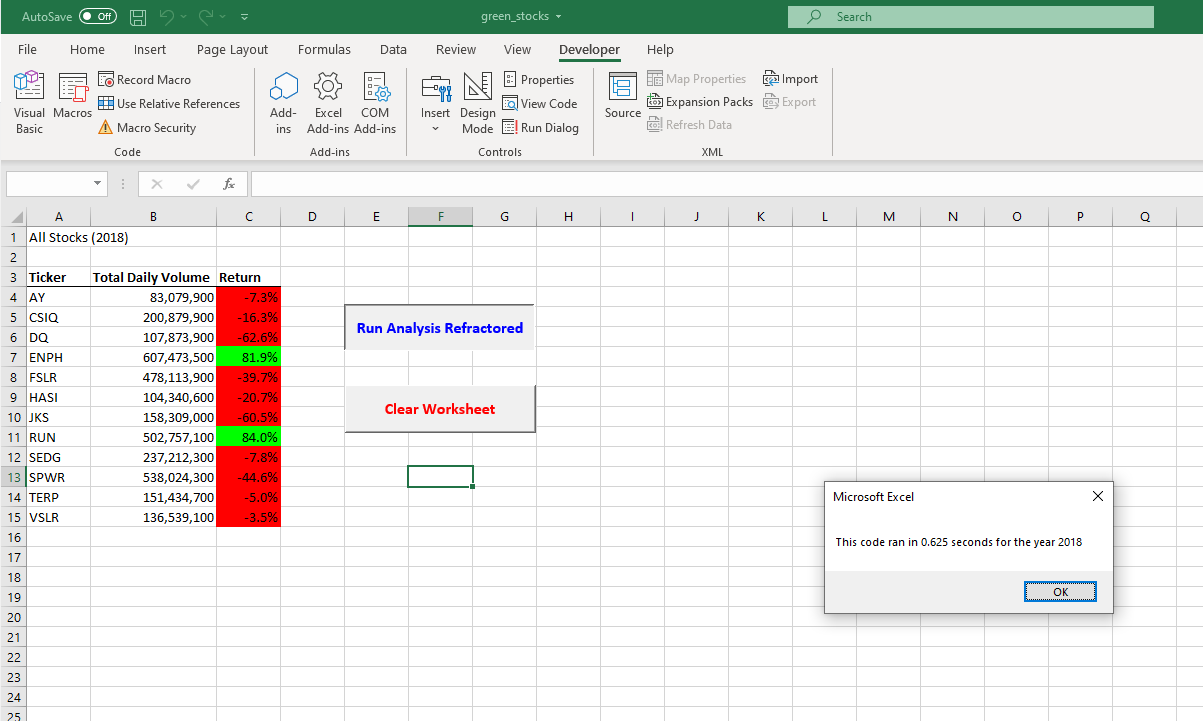 AutoSave Off green_stocks Search
File Home Insert Page Layout Formulas Data Review View Developer Help
Visual Basic
Macros
Record Macro
Use Relative References
Macro Security
Code
Add-ins
Excel Add-ins
COM Add-ins
Add-ins
Insert
Design Mode
Properties
View Code
Run Dialog
Controls
Source
Map Properties
Expansion Packs
Refresh Data
Import
Export
XML
fx
A B C D E F G H I J K L M N O P Q
1 All Stocks (2018)
2
3 Ticker Total Daily Volume Return
4 AY 83,079,900 -7.3%
5 CSIQ 200,879,900 -16.3%
6 DQ 107,873,900 -62.6%
7 ENPH 607,473,500 81.9%
8 FSLR 478,113,900 -39.7%
9 HASI 104,340,600 -20.7%
10 JKS 158,309,000 -60.5%
11 RUN 502,757,100 84.0%
12 SEDG 237,212,300 -7.8%
13 SPWR 538,024,300 -44.6%
14 TERP 151,434,700 -5.0%
15 VSLR 136,539,100 -3.5%
16
17
18
19
20
21
22
23
24
25
Run Analysis Refractored
Clear Worksheet
Microsoft Excel
This code ran in 0.625 seconds for the year 2018
OK